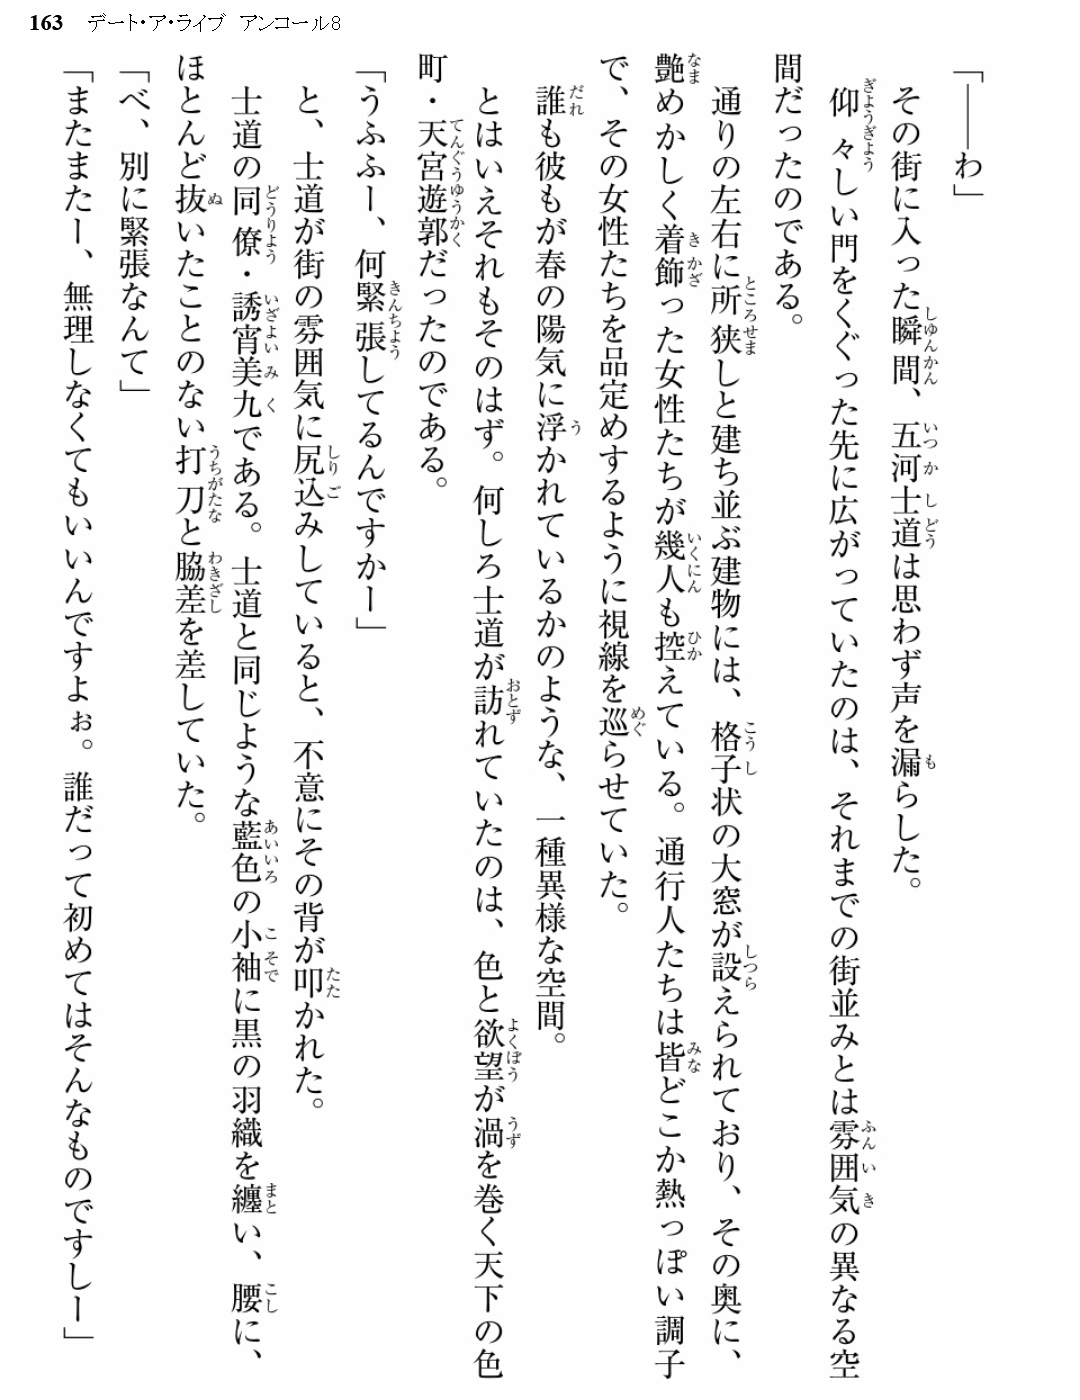 163 デート・ア・ライブ アンコール8
「――わ」
その街に入った瞬間、五河士道は思わず声を漏らした。
仰々しい門をくぐった先に広がっていたのは、それまでの街並みとは雰囲気の異なる空
間だったのである。
通りの左右に所狭しと建ち並ぶ建物には、格子状の大窓が設えられており、その奥に、
艶めかしく着飾った女性たちが幾人も控えている。通行人たちは皆どこか熱っぽい調子
で、その女性たちを品定めするように視線を巡らせていた。
誰も彼もが春の陽気に浮かれているかのような、一種異様な空間。
とはいえそれもそのはず。何しろ士道が訪れていたのは、色と欲望が渦を巻く天下の色
町・天宮遊郭だったのである。
「うふふー、何緊張してるんですかー」
と、士道が街の雰囲気に尻込みしていると、不意にその背が叩かれた。
士道の同僚・誘宵美九である。士道と同じような藍色の小袖に黒の羽織を纏い、腰に、
ほとんど抜いたことのない打刀と脇差を差していた。
「べ、別に緊張なんて」
「またまたー、無理しなくてもいいんですよぉ。誰だって初めてはそんなものですしー」